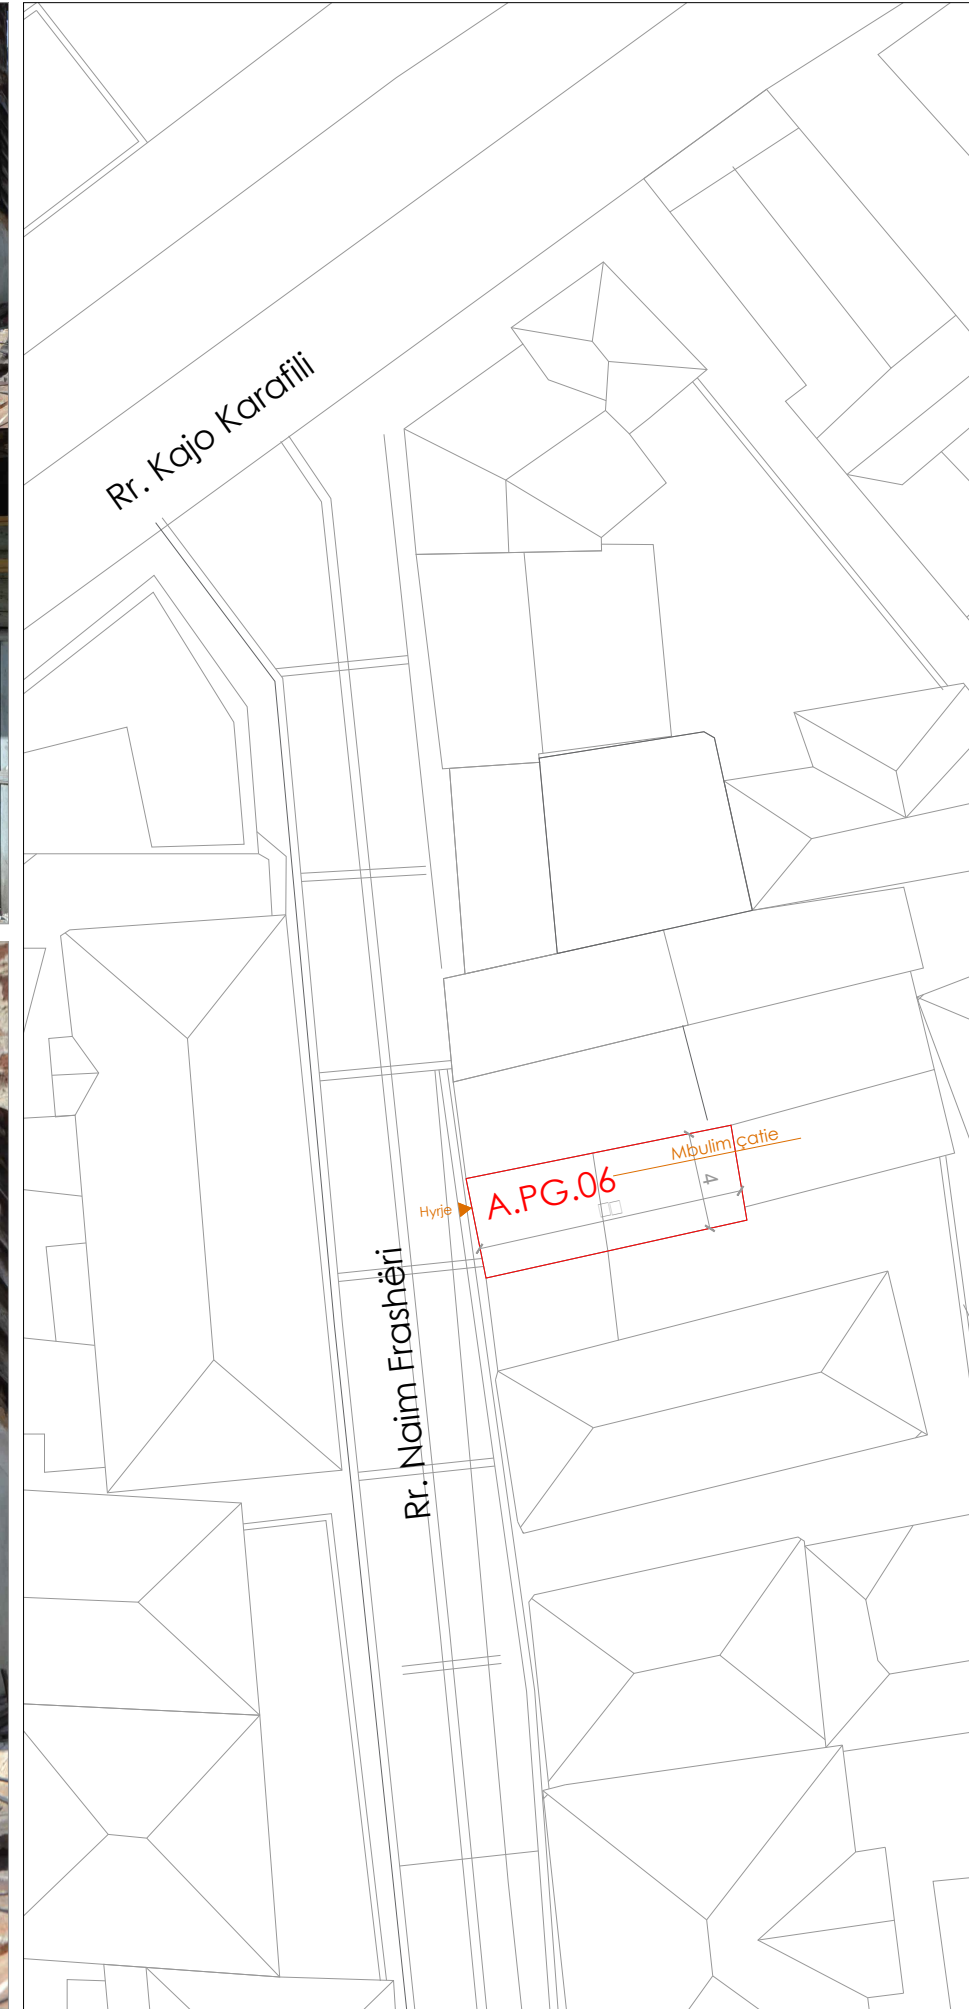 Rr. Kajo Karafili
Mbulim çatie
A.PG.06
4
Hyrje
Rr. Naim Frashëri